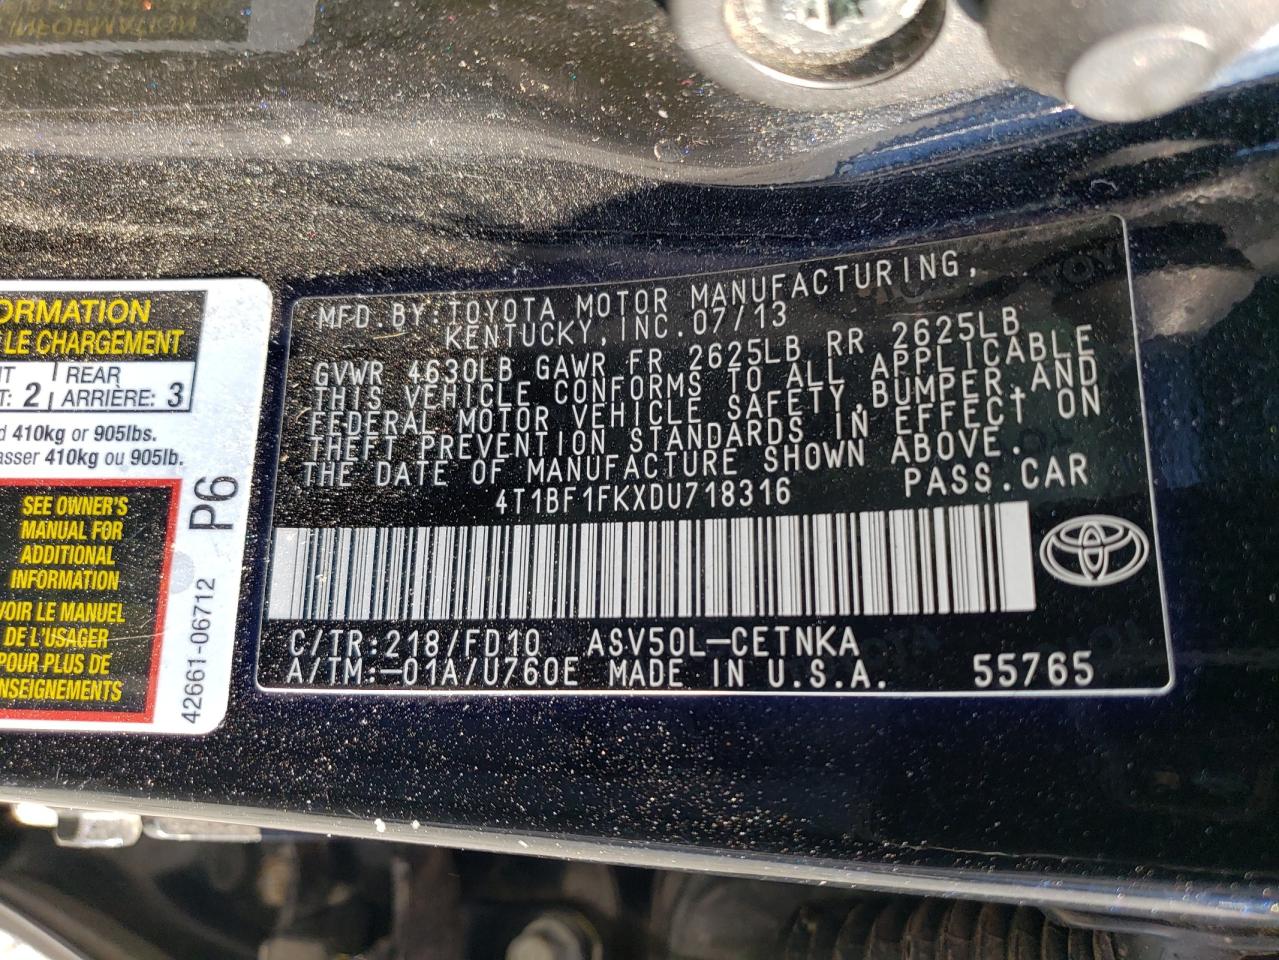 ORMATION
LE CHARGEMENT
2 REAR
ARRIÈRE: 3
410kg or 905lbs.
410kg ou 905lb.
SEE OWNER'S
MANUAL FOR
ADDITIONAL
INFORMATION
VOIR LE MANUEL
DE L'USAGER
POUR PLUS DE
NSEIGNEMENTS
P6
42661-06712
MFD.BY TOYOTA MOTOR MANUFACTURING,
KENTUCKY, INC. 07/13
GVWR 4630LB GAWR FR 2625LB RR 2625LB
THIS VEHICLE CONFORMS TO ALL APPLICABLE
FEDERAL MOTOR VEHICLE SAFETY,BUMPER,AND
THEFT PREVENTION STANDARDS IN EFFECT ON
THE DATE OF MANUFACTURE SHOWN ABOVE.
4T1BF1FKXDU718316 PASS.CAR
C/TR:218/FD10 ASV50L-CETNKA
A/TM:-01A/U760E MADE IN U.S.A. 55765